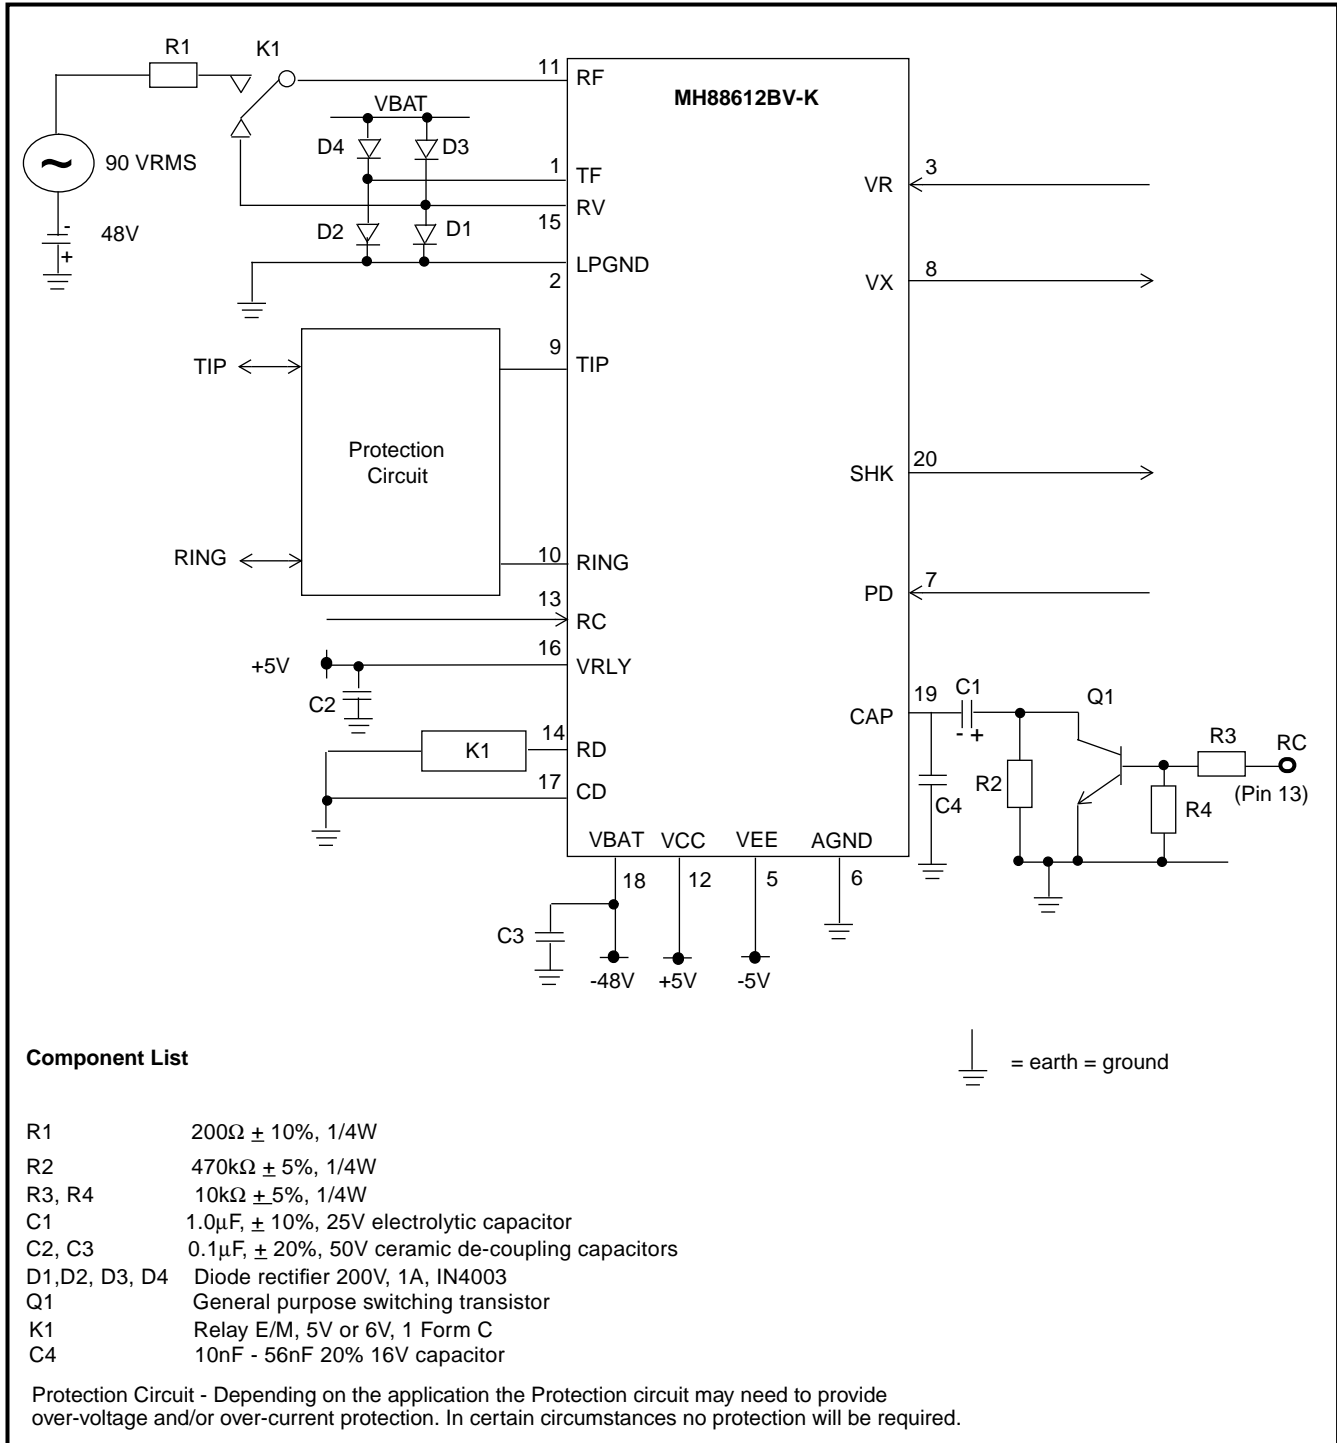 R1
K1
11
RF
MH88612BV-K
VBAT
D4
D3
~
90 VRMS
1
TF
3
VR
RV
15
48V
-
+
D2
D1
LPGND
2
8
VX
9
TIP
TIP
Protection
Circuit
20
SHK
RING
10
RING
7
PD
13
RC
16
+5V
VRLY
C2
19
C1
Q1
CAP
- +
14
K1
RD
R3
RC
17
CD
R2
C4
R4
(Pin 13)
VBAT
VCC
VEE
AGND
18
12
5
6
C3
-48V
+5V
-5V
Component List
= earth = ground
R1 200Ω ± 10%, 1/4W
R2 470kΩ ± 5%, 1/4W
R3, R4 10kΩ ± 5%, 1/4W
C1 1.0μF, ± 10%, 25V electrolytic capacitor
C2, C3 0.1μF, ± 20%, 50V ceramic de-coupling capacitors
D1,D2, D3, D4 Diode rectifier 200V, 1A, IN4003
Q1 General purpose switching transistor
K1 Relay E/M, 5V or 6V, 1 Form C
C4 10nF - 56nF 20% 16V capacitor
Protection Circuit - Depending on the application the Protection circuit may need to provide
over-voltage and/or over-current protection. In certain circumstances no protection will be required.